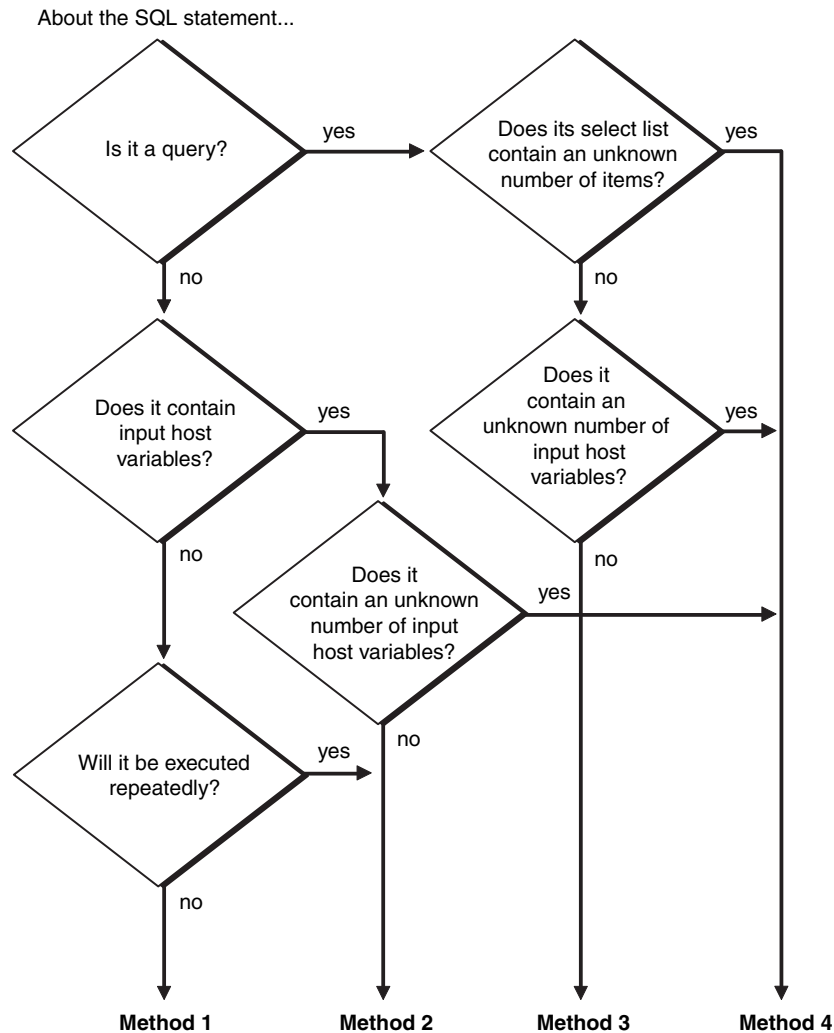 About the SQL statement...
Is it a query?
yes
Does its select list
contain an unknown
number of items?
yes
no
no
Does it contain
input host
variables?
yes
Does it
contain an
unknown number of
input host
variables?
yes
no
no
Does it
contain an unknown
number of input
host variables?
yes
no
Will it be executed
repeatedly?
yes
no
Method 1
Method 2
Method 3
Method 4